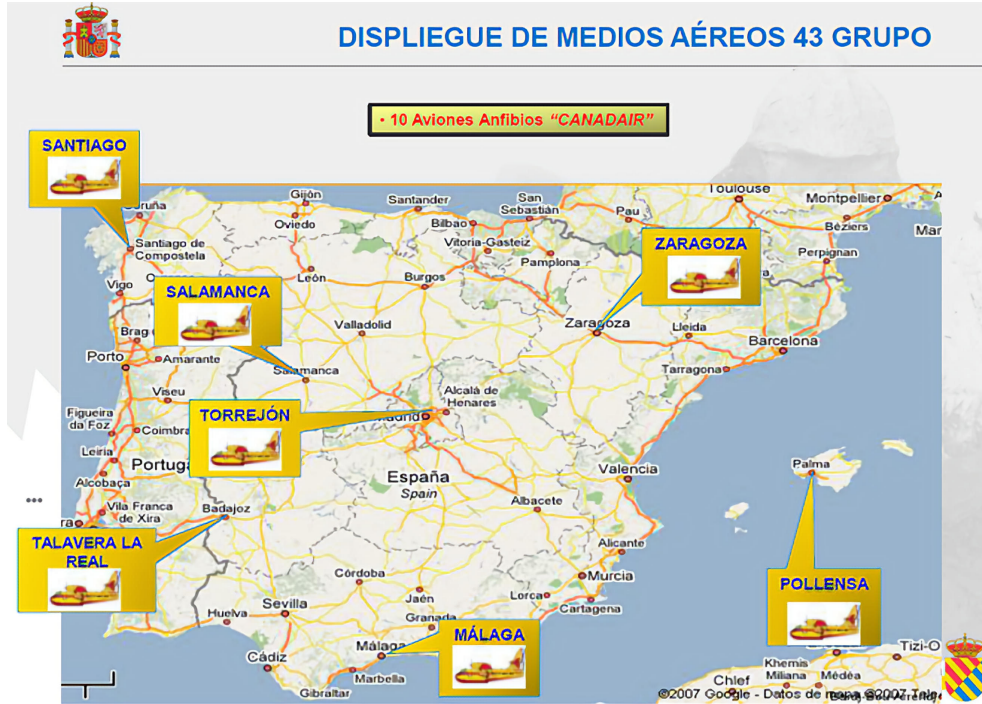 DISPLIEGUE DE MEDIOS AÉREOS 43 GRUPO
• 10 Aviones Anfibios “CANADAIR”
SANTIAGO
Gijón
Santander
San
Sebastián
Toulouse
Montpellier
Oviedo
Bilbao
Pau
Béziers
Santiago de
Compostela
Vitoria-Gasteiz
Pamplona
ZARAGOZA
Perpignan
Vigo
León
Burgos
SALAMANCA
Valladolid
Zaragoza
Lleida
Barcelona
Porto
Amarante
Salamanca
Tarragona
Viseu
Alcalá de
Henares
Figueira
da Foz
Coimbra
TORREJÓN
Leiria
España
Spain
Valencia
Palma
Alcobaça
...
Vila Franca
de Xira
Badajoz
Albacete
TALAVERA LA
REAL
Alicante
Córdoba
Murcia
POLLENSA
Huelva
Sevilla
Jaén
Lorca
Cartagena
Granada
MÁLAGA
Málaga
Cádiz
Marbella
Gibraltar
Tizi-O
Khemis
Miliana
Médéa
Chlef
©2007 Google - Datos de mapa ©2007 Tele